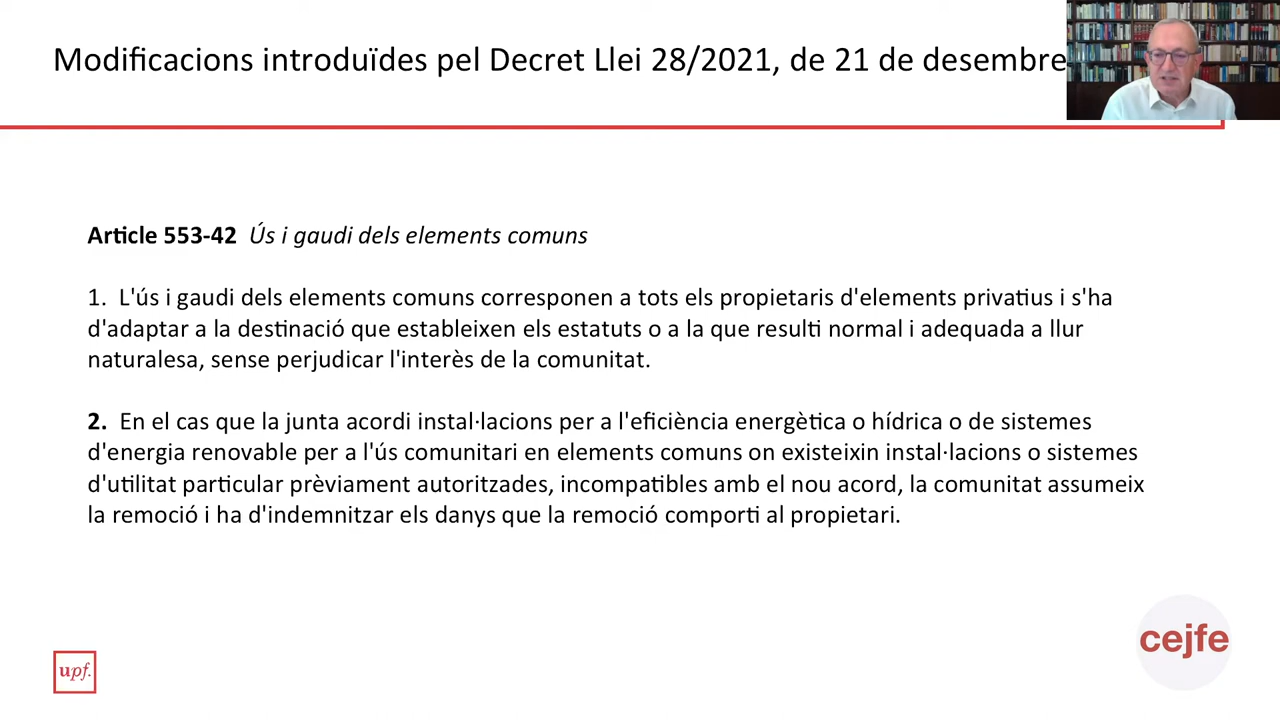 Modificacions introduïdes pel Decret Llei 28/2021, de 21 de desembre
Article 553-42 Ús i gaudi dels elements comuns
1. L'ús i gaudi dels elements comuns corresponen a tots els propietaris d'elements privatius i s'ha
d'adaptar a la destinació que estableixen els estatuts o a la que resulti normal i adequada a llur
naturalesa, sense perjudicar l'interès de la comunitat.
2. En el cas que la junta acordi instal·lacions per a l'eficiència energètica o hídrica o de sistemes
d'energia renovable per a l'ús comunitari en elements comuns on existeixin instal·lacions o sistemes
d'utilitat particular prèviament autoritzades, incompatibles amb el nou acord, la comunitat assumeix
la remoció i ha d'indemnitzar els danys que la remoció comporti al propietari.
cejfe
upf.